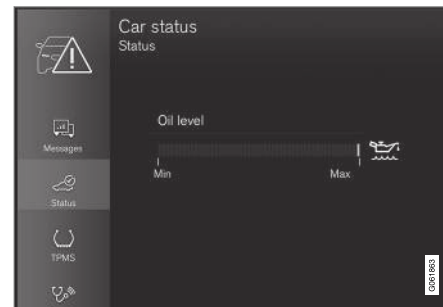 Car status
Status
Oil level
Min Max
Messages
Status
TPMS
G061863